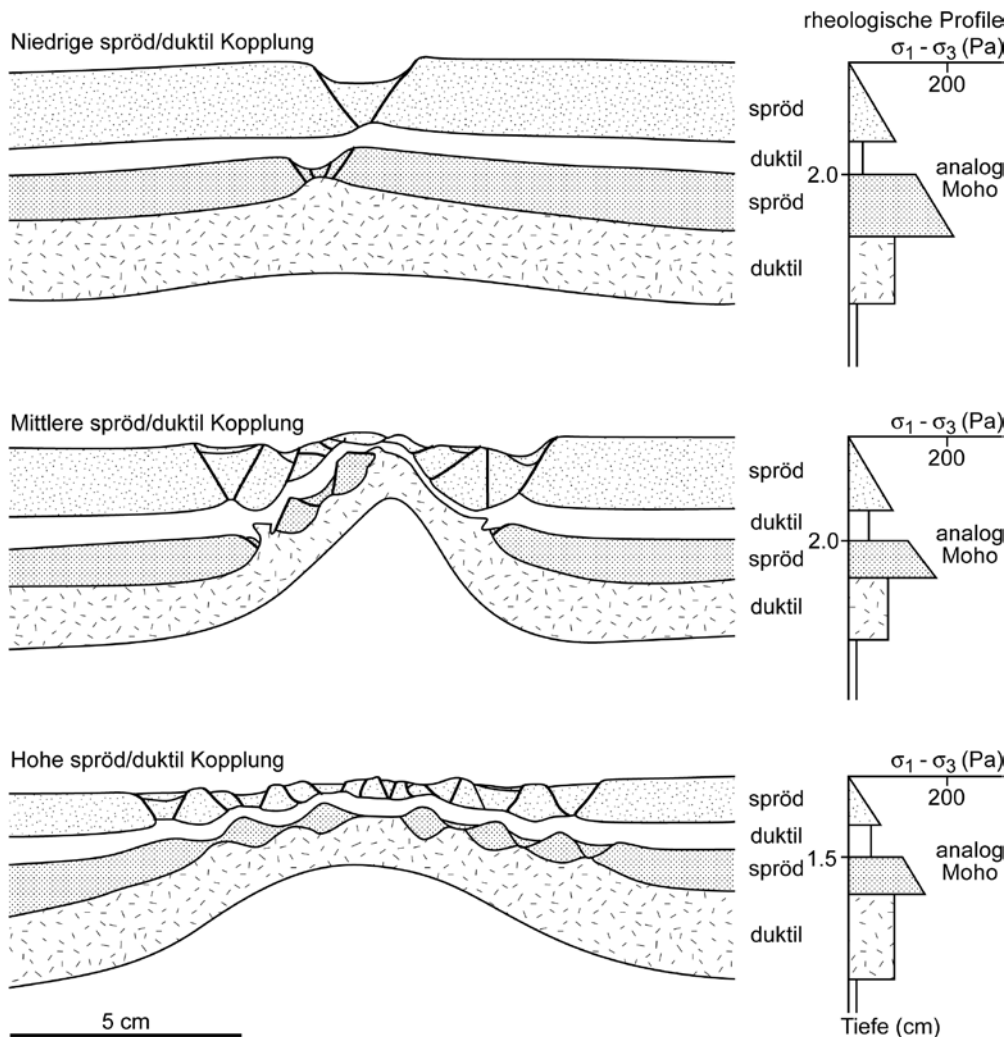 rheologische Profile
Niedrige spröd/duktil Kopplung
σ₁ - σ₃ (Pa)
200
spröd
duktil
2.0
analog
Moho
spröd
duktil
Mittlere spröd/duktil Kopplung
σ₁ - σ₃ (Pa)
200
spröd
duktil
2.0
analog
Moho
spröd
duktil
Hohe spröd/duktil Kopplung
σ₁ - σ₃ (Pa)
200
spröd
duktil
1.5
analog
Moho
spröd
duktil
5 cm
Tiefe (cm)